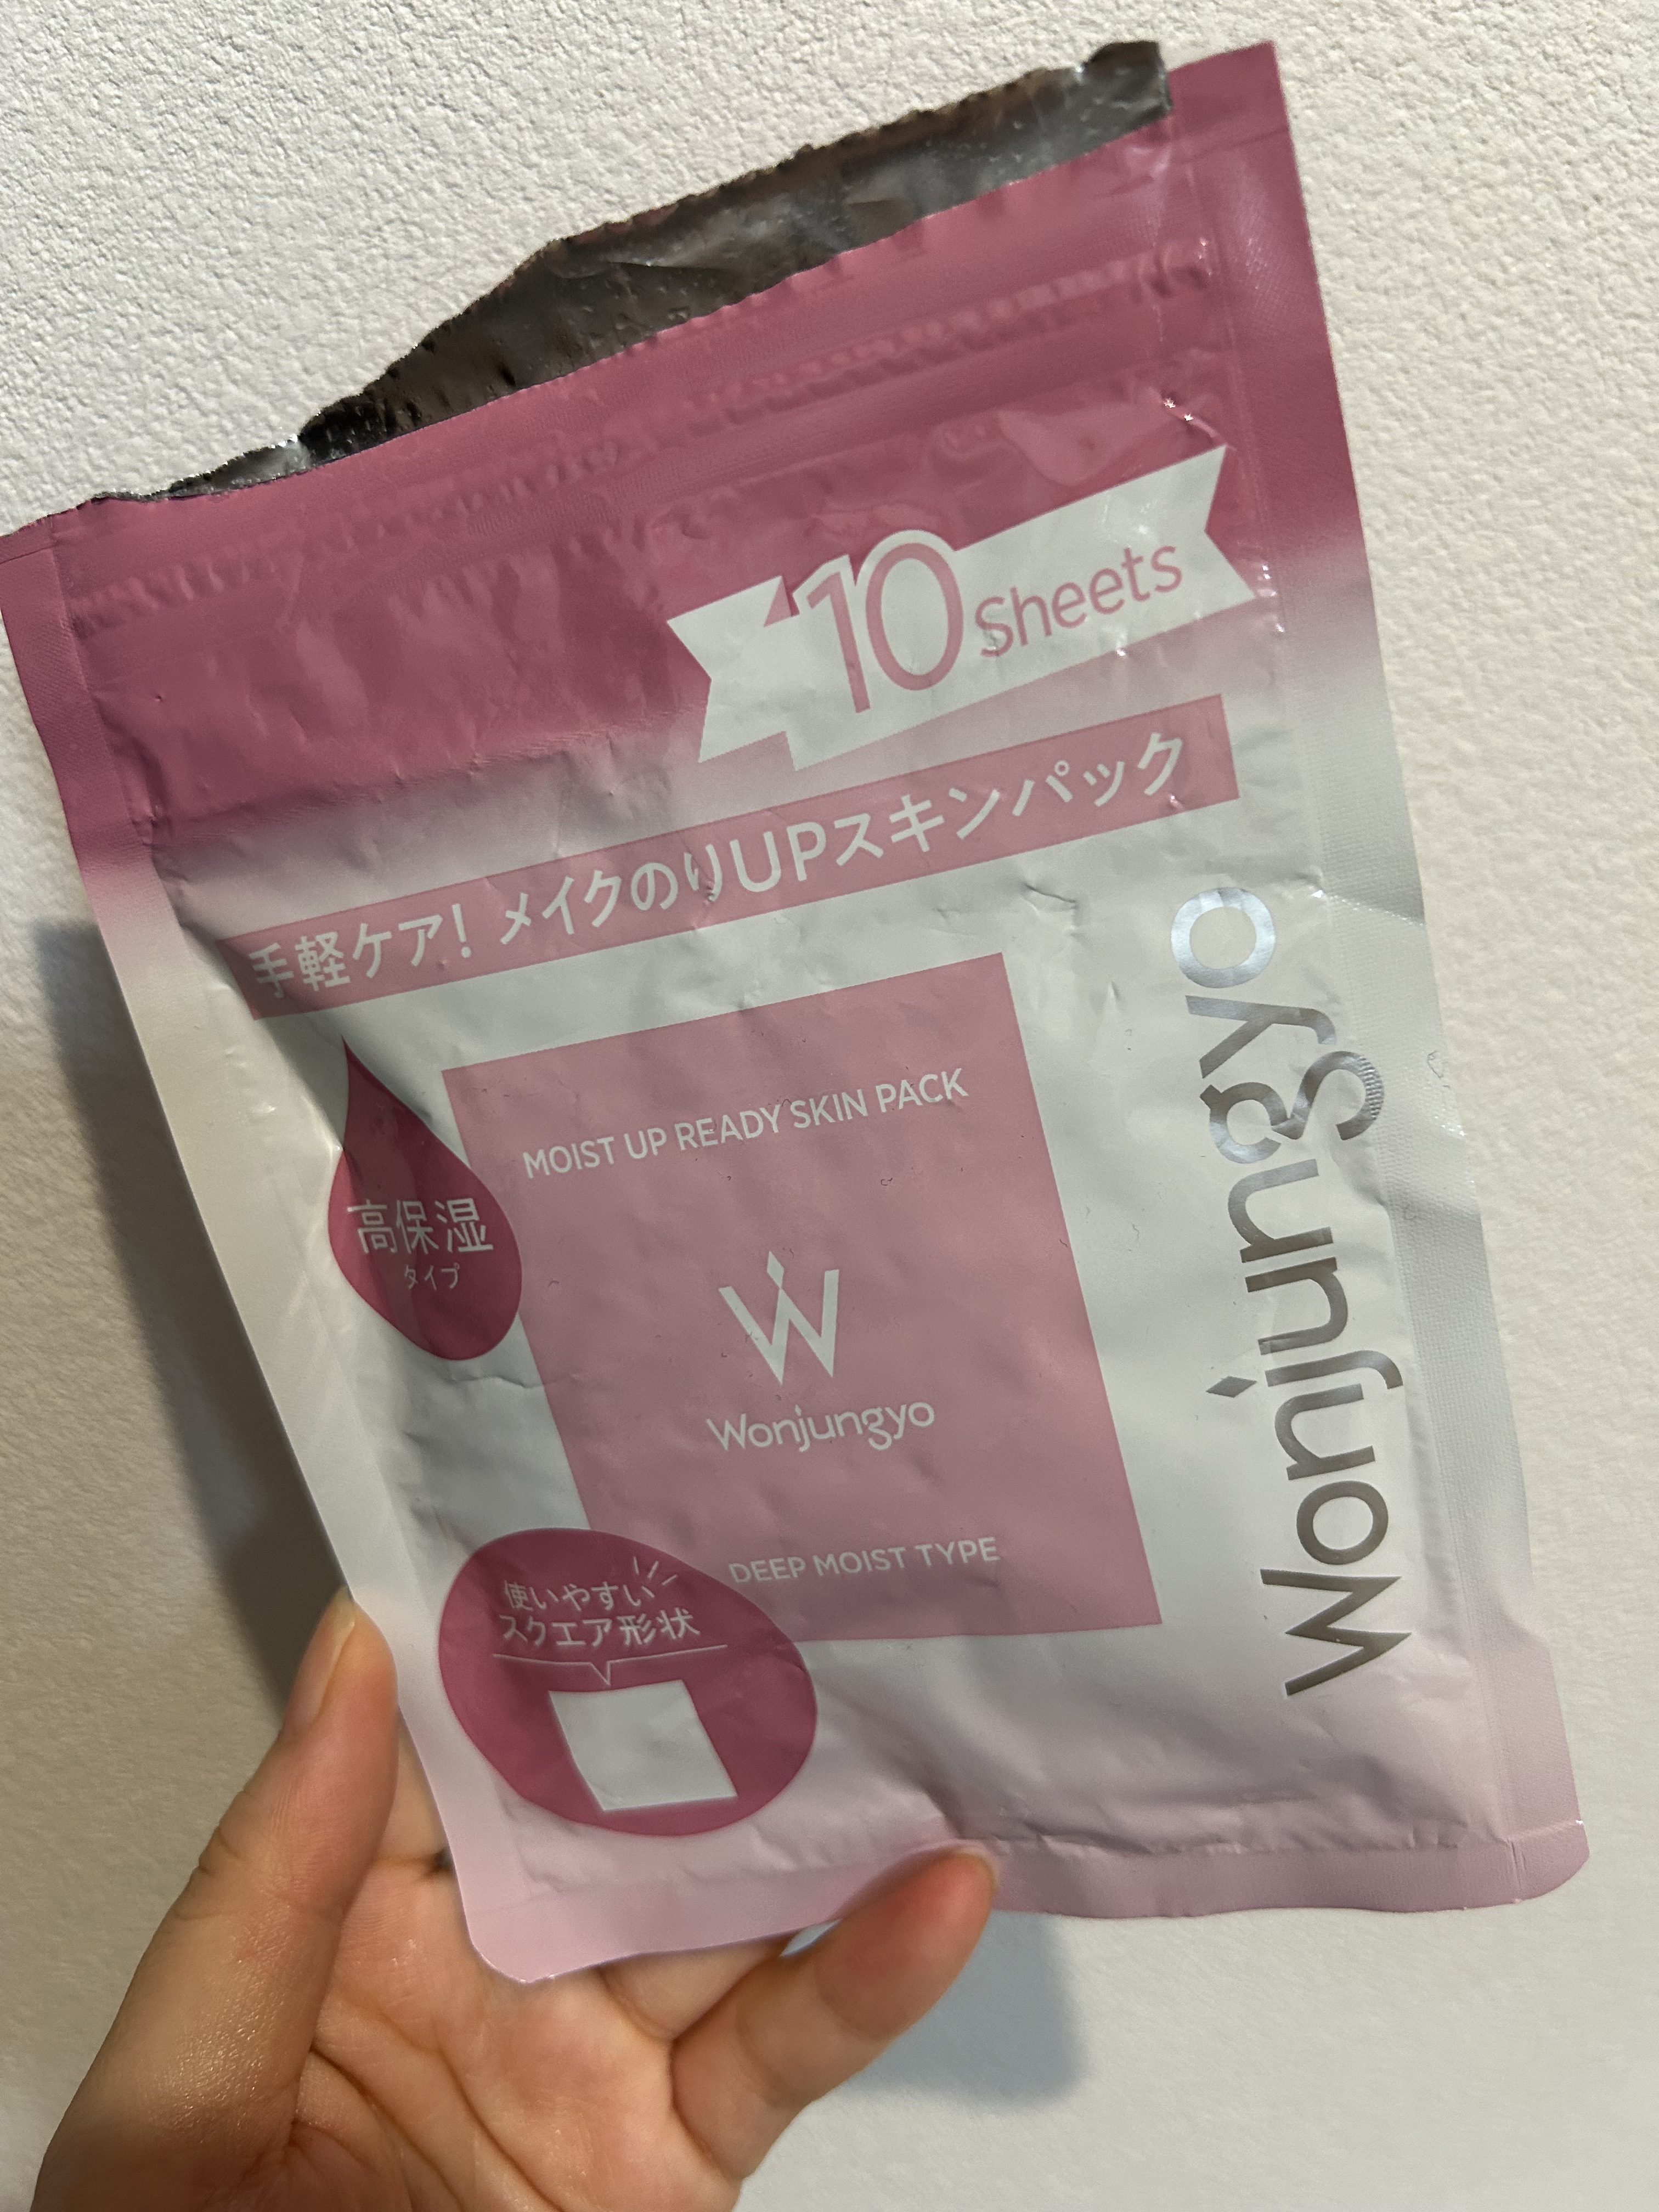 10 Sheets
手軽ケア! メイクのりUPスキンパック
MOIST UP READY SKIN PACK
高保湿
タイプ
W
Wonjungyo
DEEP MOIST TYPE
使いやすい
スクエア形状
Wonjungyo